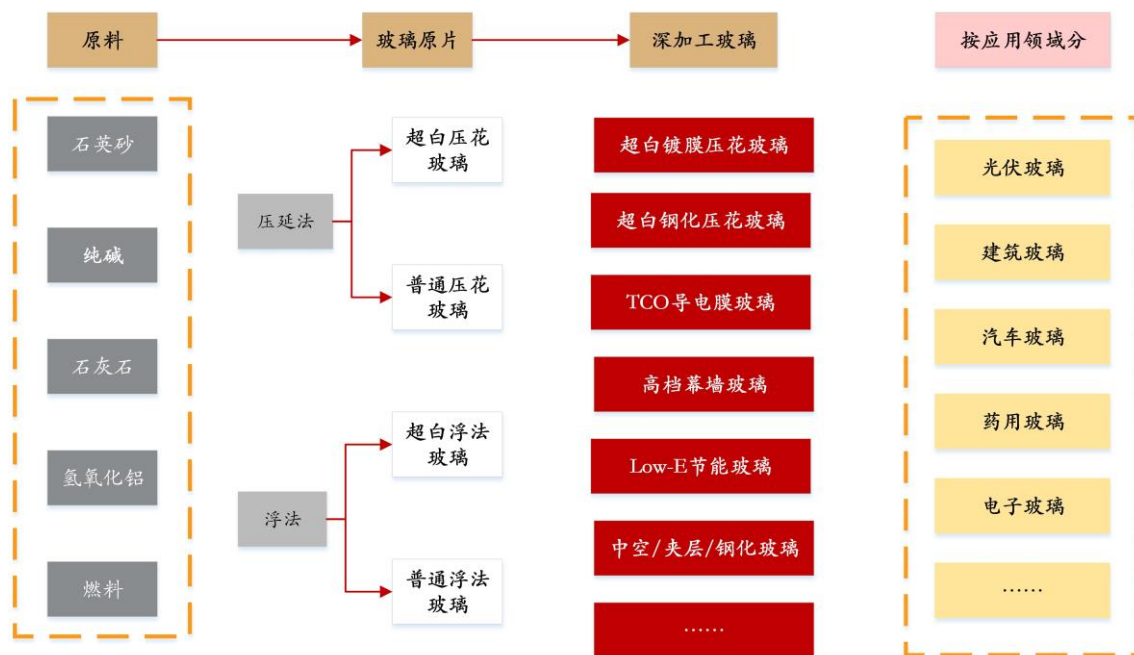 原料
玻璃原片
深加工玻璃
按应用领域分
石英砂
纯碱
石灰石
氢氧化铝
燃料
压延法
浮法
超白压花
玻璃
普通压花
玻璃
超白浮法
玻璃
普通浮法
玻璃
超白镀膜压花玻璃
超白钢化压花玻璃
TCO导电膜玻璃
高档幕墙玻璃
Low-E节能玻璃
中空/夹层/钢化玻璃
……
光伏玻璃
建筑玻璃
汽车玻璃
药用玻璃
电子玻璃
……